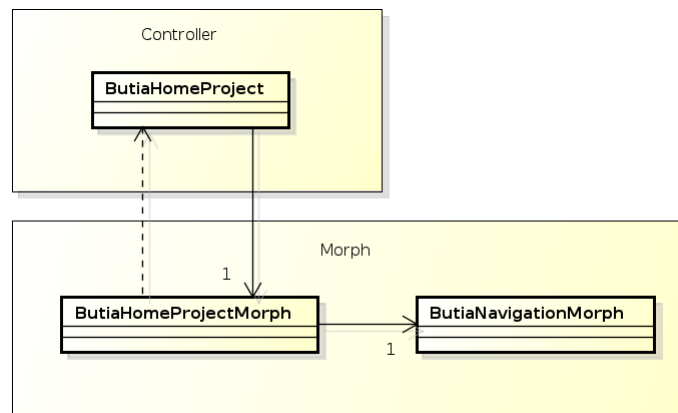 Controller
ButiaHomeProject
Morph
1
ButiaHomeProjectMorph
ButiaNavigationMorph
1